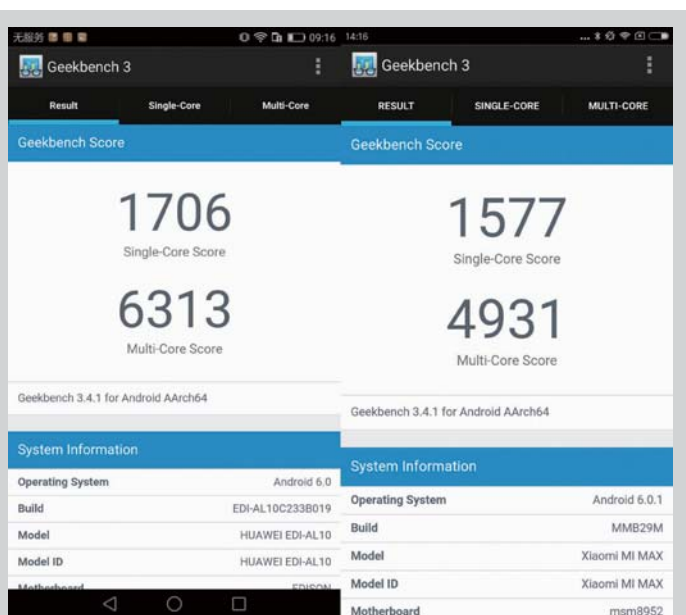 无服务 09:16
Geekbench 3
Result Single-Core Multi-Core
Geekbench Score
1706
Single-Core Score
6313
Multi-Core Score
Geekbench 3.4.1 for Android AArch64
System Information
Operating System Android 6.0
Build EDI-AL10C233B019
Model HUAWEI EDI-AL10
Model ID HUAWEI EDI-AL10
Motherboard EDISON
14:16 ...
Geekbench 3
RESULT SINGLE-CORE MULTI-CORE
Geekbench Score
1577
Single-Core Score
4931
Multi-Core Score
Geekbench 3.4.1 for Android AArch64
System Information
Operating System Android 6.0.1
Build MMB29M
Model Xiaomi MI MAX
Model ID Xiaomi MI MAX
Motherboard msm8952